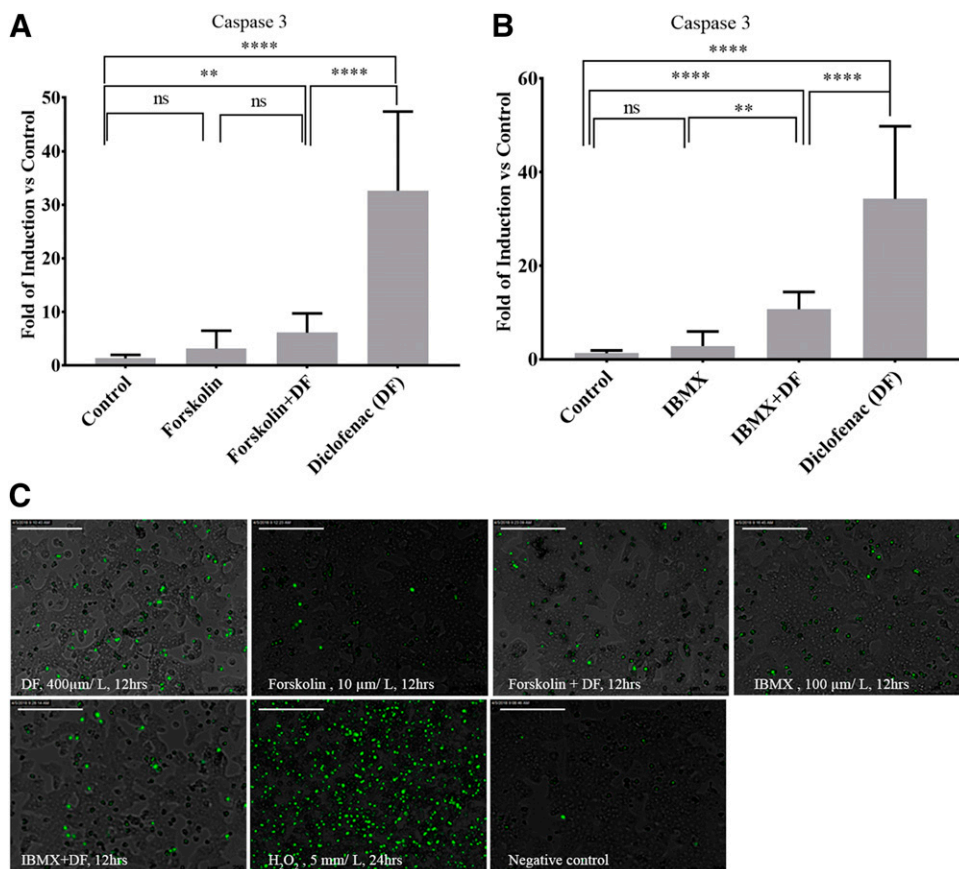 A
Caspase 3
****
**
****
ns
ns
Fold of Induction vs Control
50
40
30
20
10
0
Control
Forskolin
Forskolin+DF
Diclofenac (DF)
B
Caspase 3
****
****
****
ns
**
Fold of Induction vs Control
60
40
20
0
Control
IBMX
IBMX+DF
Diclofenac (DF)
C
DF, 400µm/ L, 12hrs
Forskolin , 10 µm/ L, 12hrs
Forskolin + DF, 12hrs
IBMX , 100 µm/ L, 12hrs
IBMX+DF, 12hrs
H₂O₂ , 5 mm/ L, 24hrs
Negative control